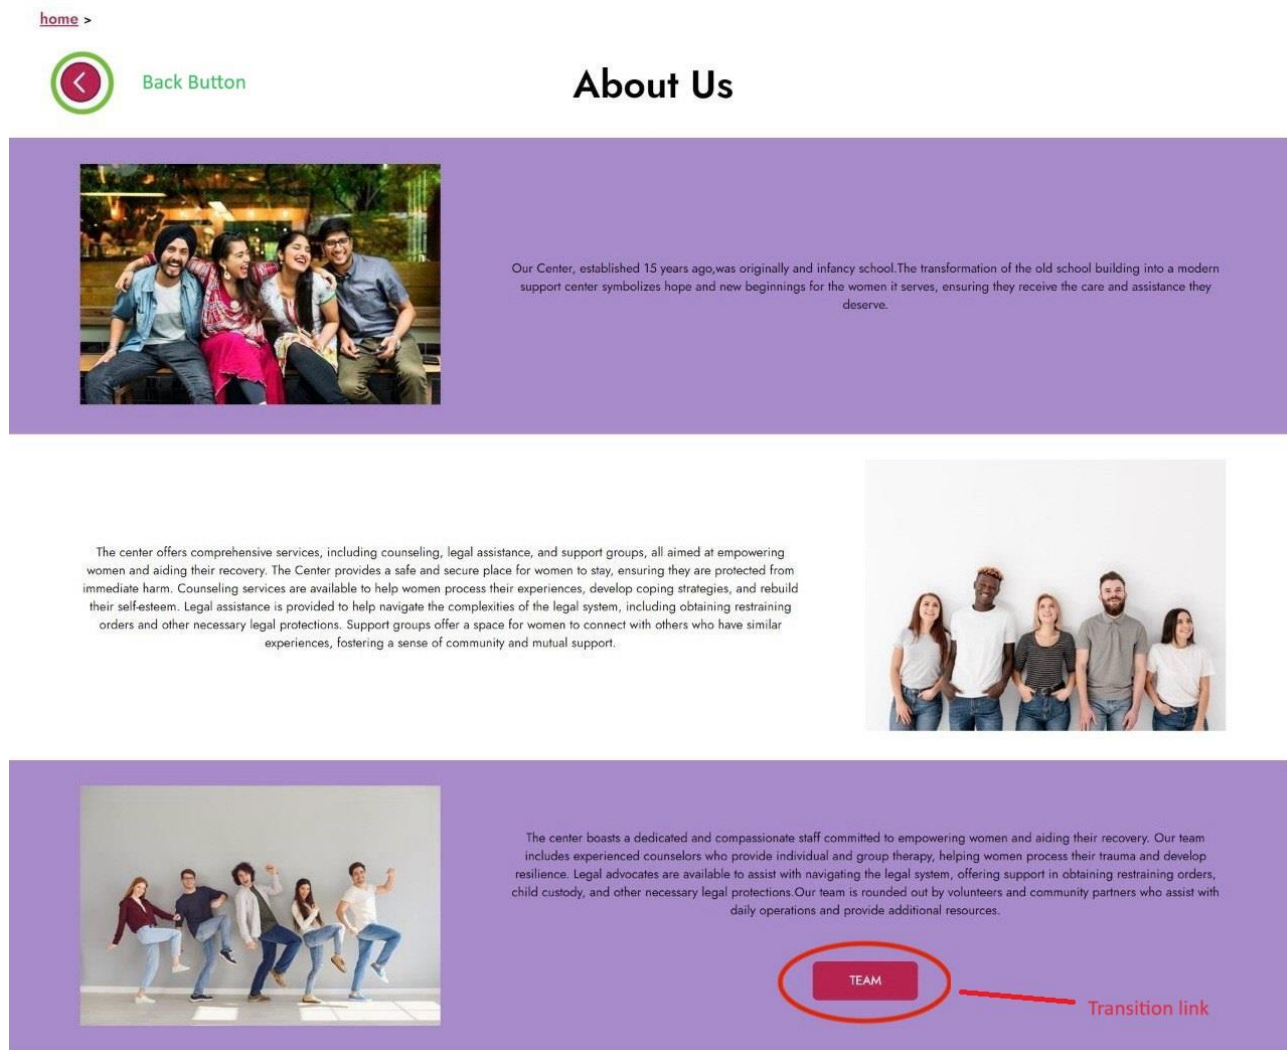 home >
Back Button
About Us
Our Center, established 15 years ago,was originally and infancy school.The transformation of the old school building into a modern
support center symbolizes hope and new beginnings for the women it serves, ensuring they receive the care and assistance they
deserve.
The center offers comprehensive services, including counseling, legal assistance, and support groups, all aimed at empowering
women and aiding their recovery. The Center provides a safe and secure place for women to stay, ensuring they are protected from
immediate harm. Counseling services are available to help women process their experiences, develop coping strategies, and rebuild
their self-esteem. Legal assistance is provided to help navigate the complexities of the legal system, including obtaining restraining
orders and other necessary legal protections. Support groups offer a space for women to connect with others who have similar
experiences, fostering a sense of community and mutual support.
The center boasts a dedicated and compassionate staff committed to empowering women and aiding their recovery. Our team
includes experienced counselors who provide individual and group therapy, helping women process their trauma and develop
resilience. Legal advocates are available to assist with navigating the legal system, offering support in obtaining restraining orders,
child custody, and other necessary legal protections.Our team is rounded out by volunteers and community partners who assist with
daily operations and provide additional resources.
TEAM
Transition link